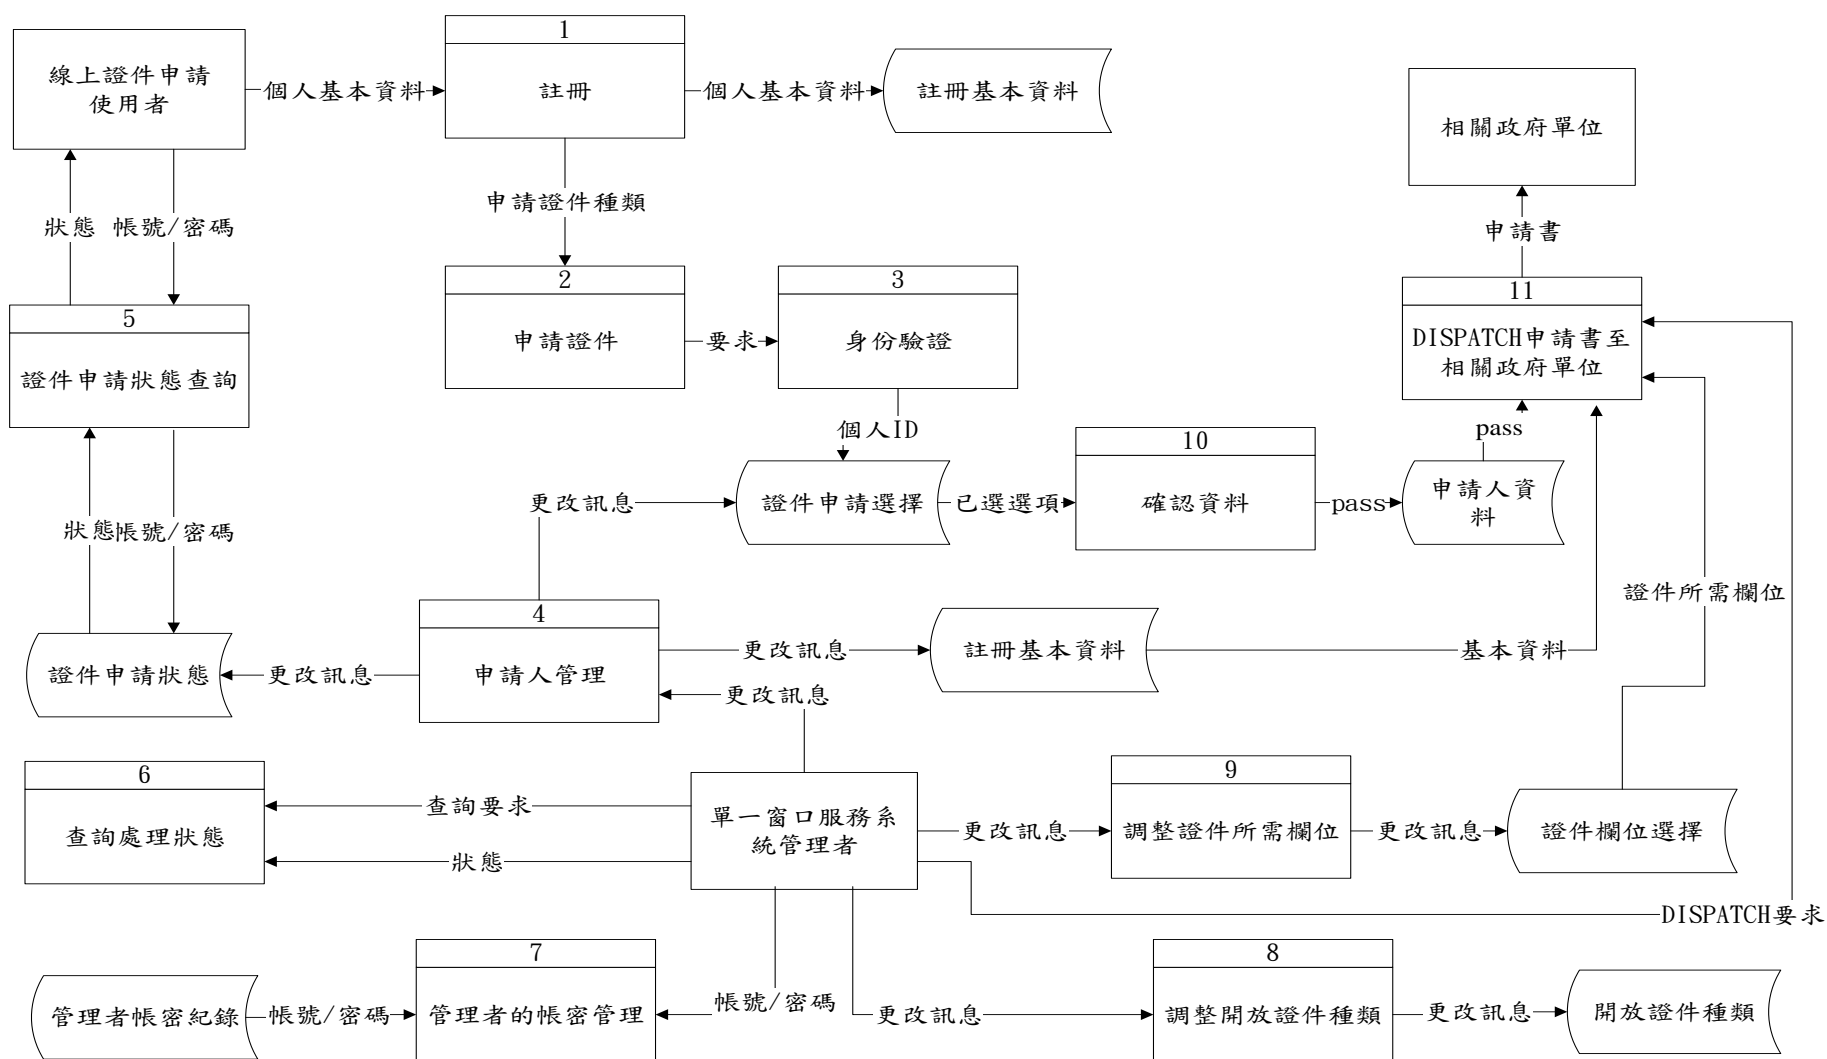 1
線上證件申請
使用者
個人基本資料
註冊
個人基本資料
註冊基本資料
相關政府單位
申請證件種類
狀態
帳號/密碼
申請書
2
3
11
5
申請證件
要求
身份驗證
DISPATCH申請書至
相關政府單位
證件申請狀態查詢
個人ID
10
pass
更改訊息
證件申請選擇
已選選項
確認資料
pass
申請人資
料
狀態
帳號/密碼
證件所需欄位
4
更改訊息
註冊基本資料
基本資料
證件申請狀態
更改訊息
申請人管理
更改訊息
6
9
查詢要求
單一窗口服務系
統管理者
更改訊息
調整證件所需欄位
更改訊息
證件欄位選擇
查詢處理狀態
狀態
DISPATCH要求
7
8
管理者帳密紀錄
帳號/密碼
管理者的帳密管理
帳號/密碼
更改訊息
調整開放證件種類
更改訊息
開放證件種類